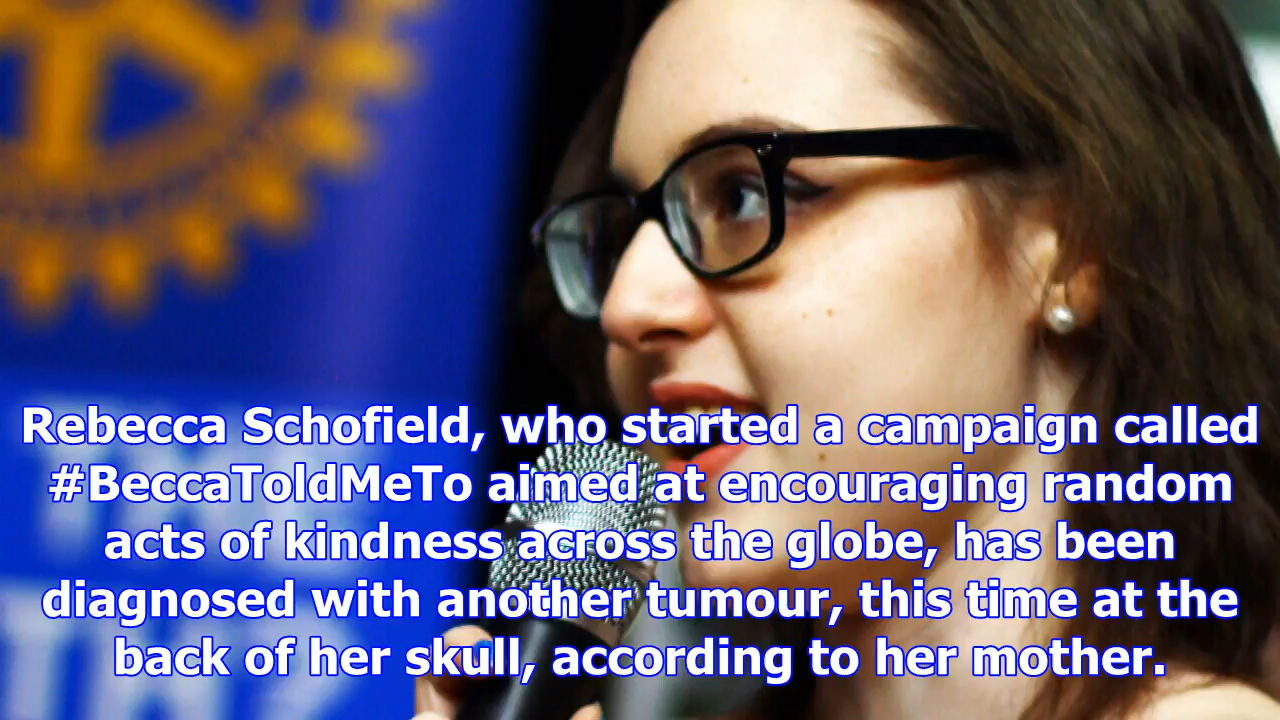 Rebecca Schofield, who started a campaign called
#BeccaToldMeTo aimed at encouraging random
acts of kindness across the globe, has been
diagnosed with another tumour, this time at the
back of her skull, according to her mother.